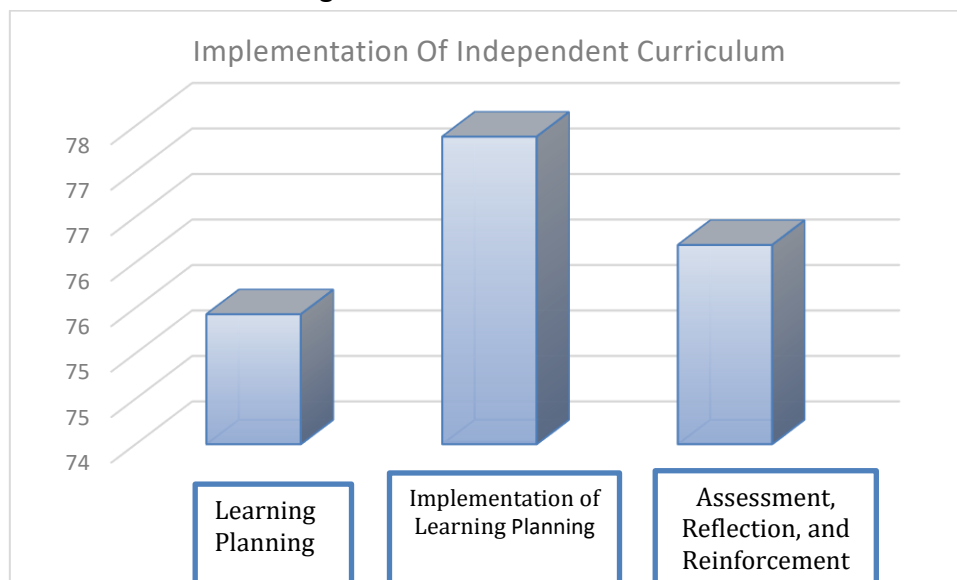 Implementation Of Independent Curriculum
78
77
77
76
76
75
75
74
Learning
Planning
Implementation of
Learning Planning
Assessment,
Reflection, and
Reinforcement